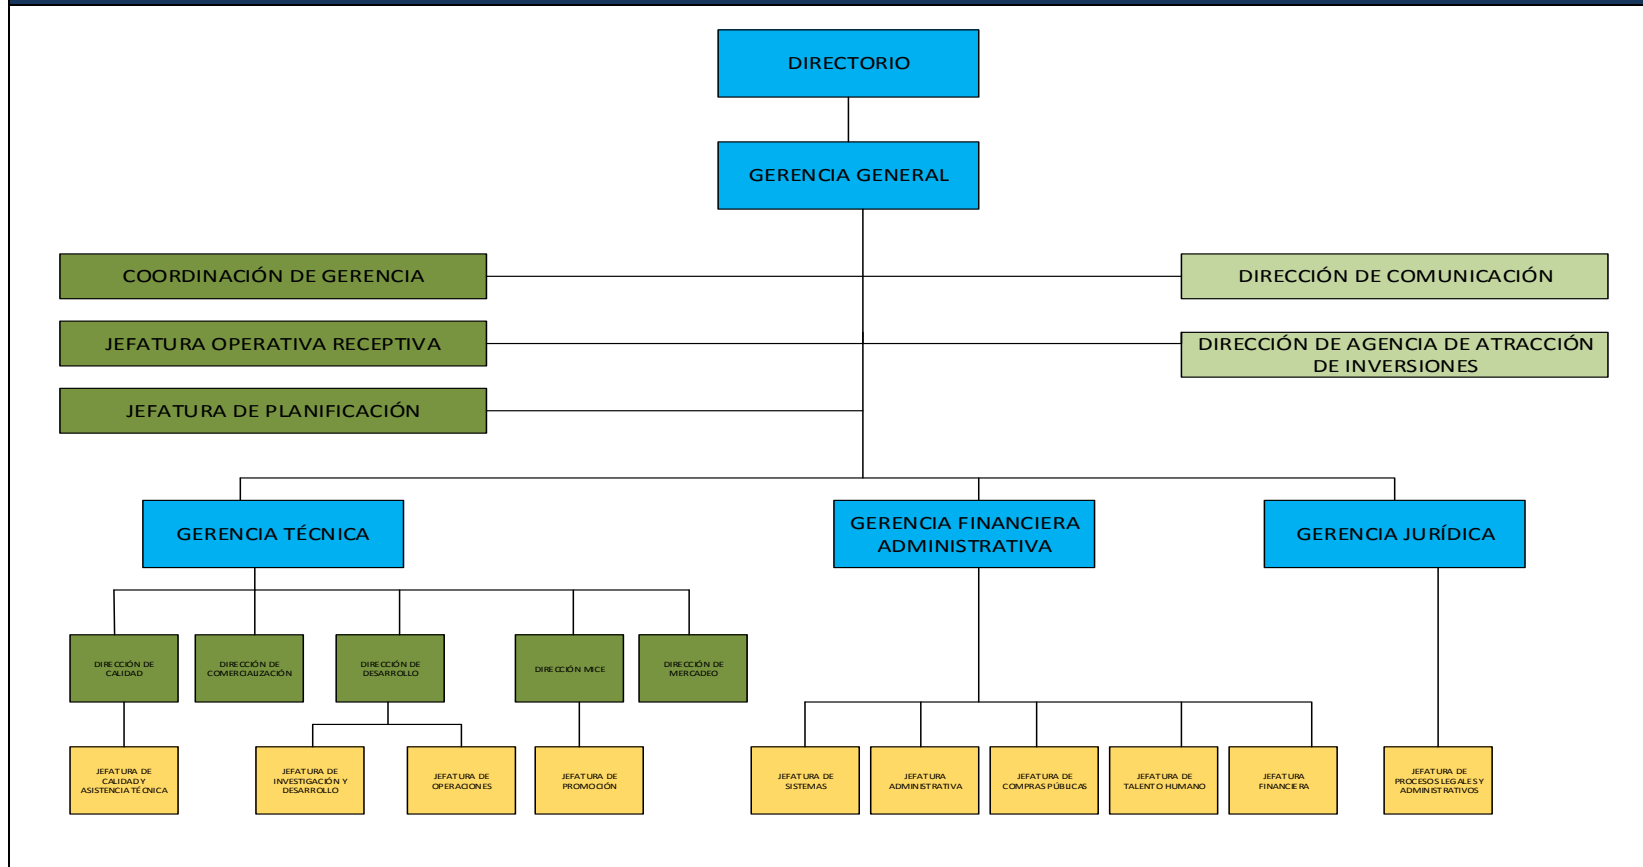 DIRECTORIO
GERENCIA GENERAL
COORDINACIÓN DE GERENCIA
DIRECCIÓN DE COMUNICACIÓN
JEFATURA OPERATIVA RECEPTIVA
DIRECCIÓN DE AGENCIA DE ATRACCIÓN
DE INVERSIONES
JEFATURA DE PLANIFICACIÓN
GERENCIA TÉCNICA
GERENCIA FINANCIERA
ADMINISTRATIVA
GERENCIA JURÍDICA
DIRECCIÓN DE
CALIDAD
DIRECCIÓN DE
COMERCIALIZACIÓN
DIRECCIÓN DE
DESARROLLO
DIRECCIÓN MICE
DIRECCIÓN DE
MERCADEO
JEFATURA DE
CALIDAD Y
ASISTENCIA TÉCNICA
JEFATURA DE
INVESTIGACIÓN Y
DESARROLLO
JEFATURA DE
OPERACIONES
JEFATURA DE
PROMOCIÓN
JEFATURA DE
SISTEMAS
JEFATURA
ADMINISTRATIVA
JEFATURA DE
COMPRAS PÚBLICAS
JEFATURA DE
TALENTO HUMANO
JEFATURA
FINANCIERA
JEFATURA DE
PROCESOS LEGALES Y
ADMINISTRATIVOS